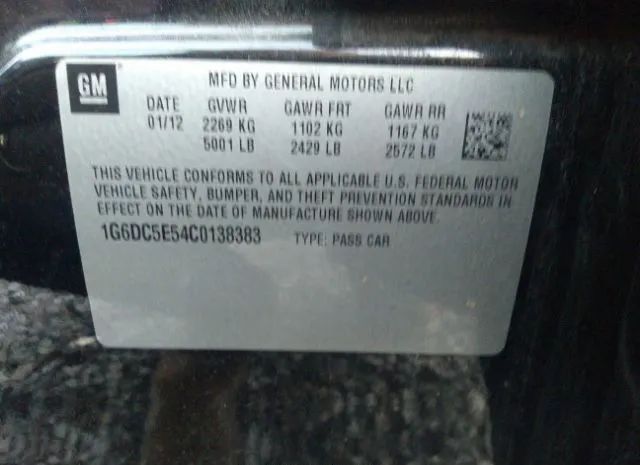 GM
MFD BY GENERAL MOTORS LLC
DATE GVWR GAWR FRT GAWR RR
01/12 2269 KG 1102 KG 1167 KG
5001 LB 2429 LB 2572 LB
THIS VEHICLE CONFORMS TO ALL APPLICABLE U.S. FEDERAL MOTOR
VEHICLE SAFETY, BUMPER, AND THEFT PREVENTION STANDARDS IN
EFFECT ON THE DATE OF MANUFACTURE SHOWN ABOVE.
1G6DC5E54C0138383 TYPE: PASS CAR